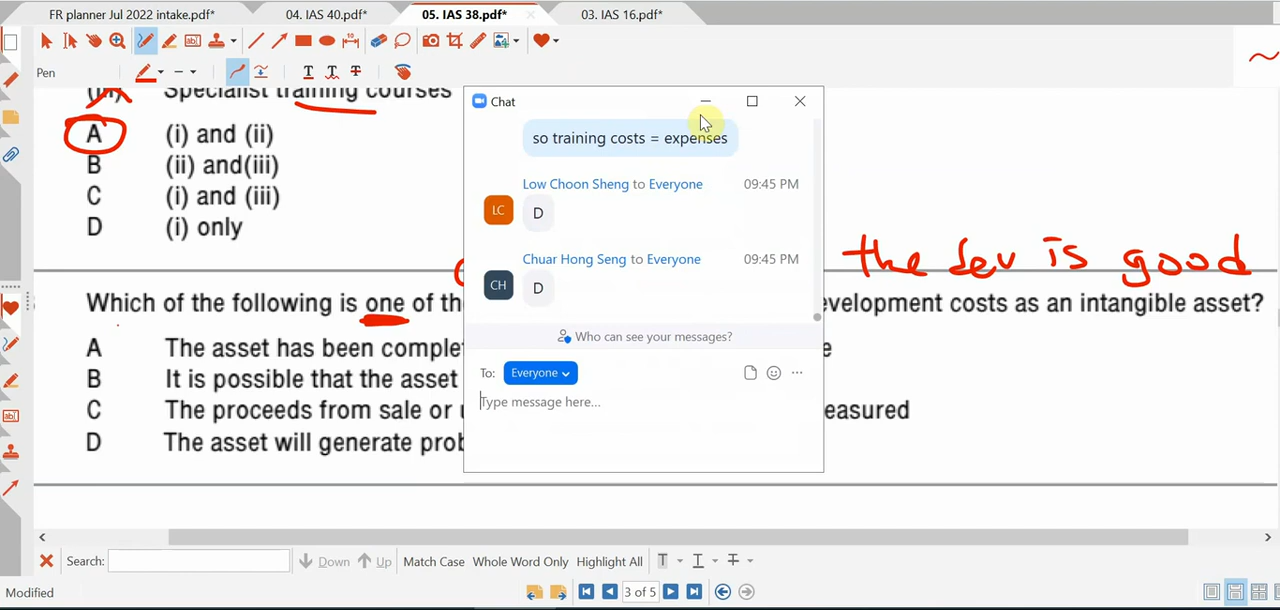 FR planner Jul 2022 intake.pdf*
04. IAS 40.pdf*
05. IAS 38.pdf*
03. IAS 16.pdf*
Pen
(iii) Specialist training courses
A (i) and (ii)
B (ii) and(iii)
C (i) and (iii)
D (i) only
the dev is good
Which of the following is one of the
evelopment costs as an intangible asset?
A The asset has been complet
B It is possible that the asset
C The proceeds from sale or
easured
D The asset will generate prob
Chat
so training costs = expenses
Low Choon Sheng to Everyone 09:45 PM
LC
D
Chuar Hong Seng to Everyone 09:45 PM
CH
D
Who can see your messages?
To: Everyone
Type message here...
Search:
Down
Up
Match Case
Whole Word Only
Highlight All
Modified
3 of 5